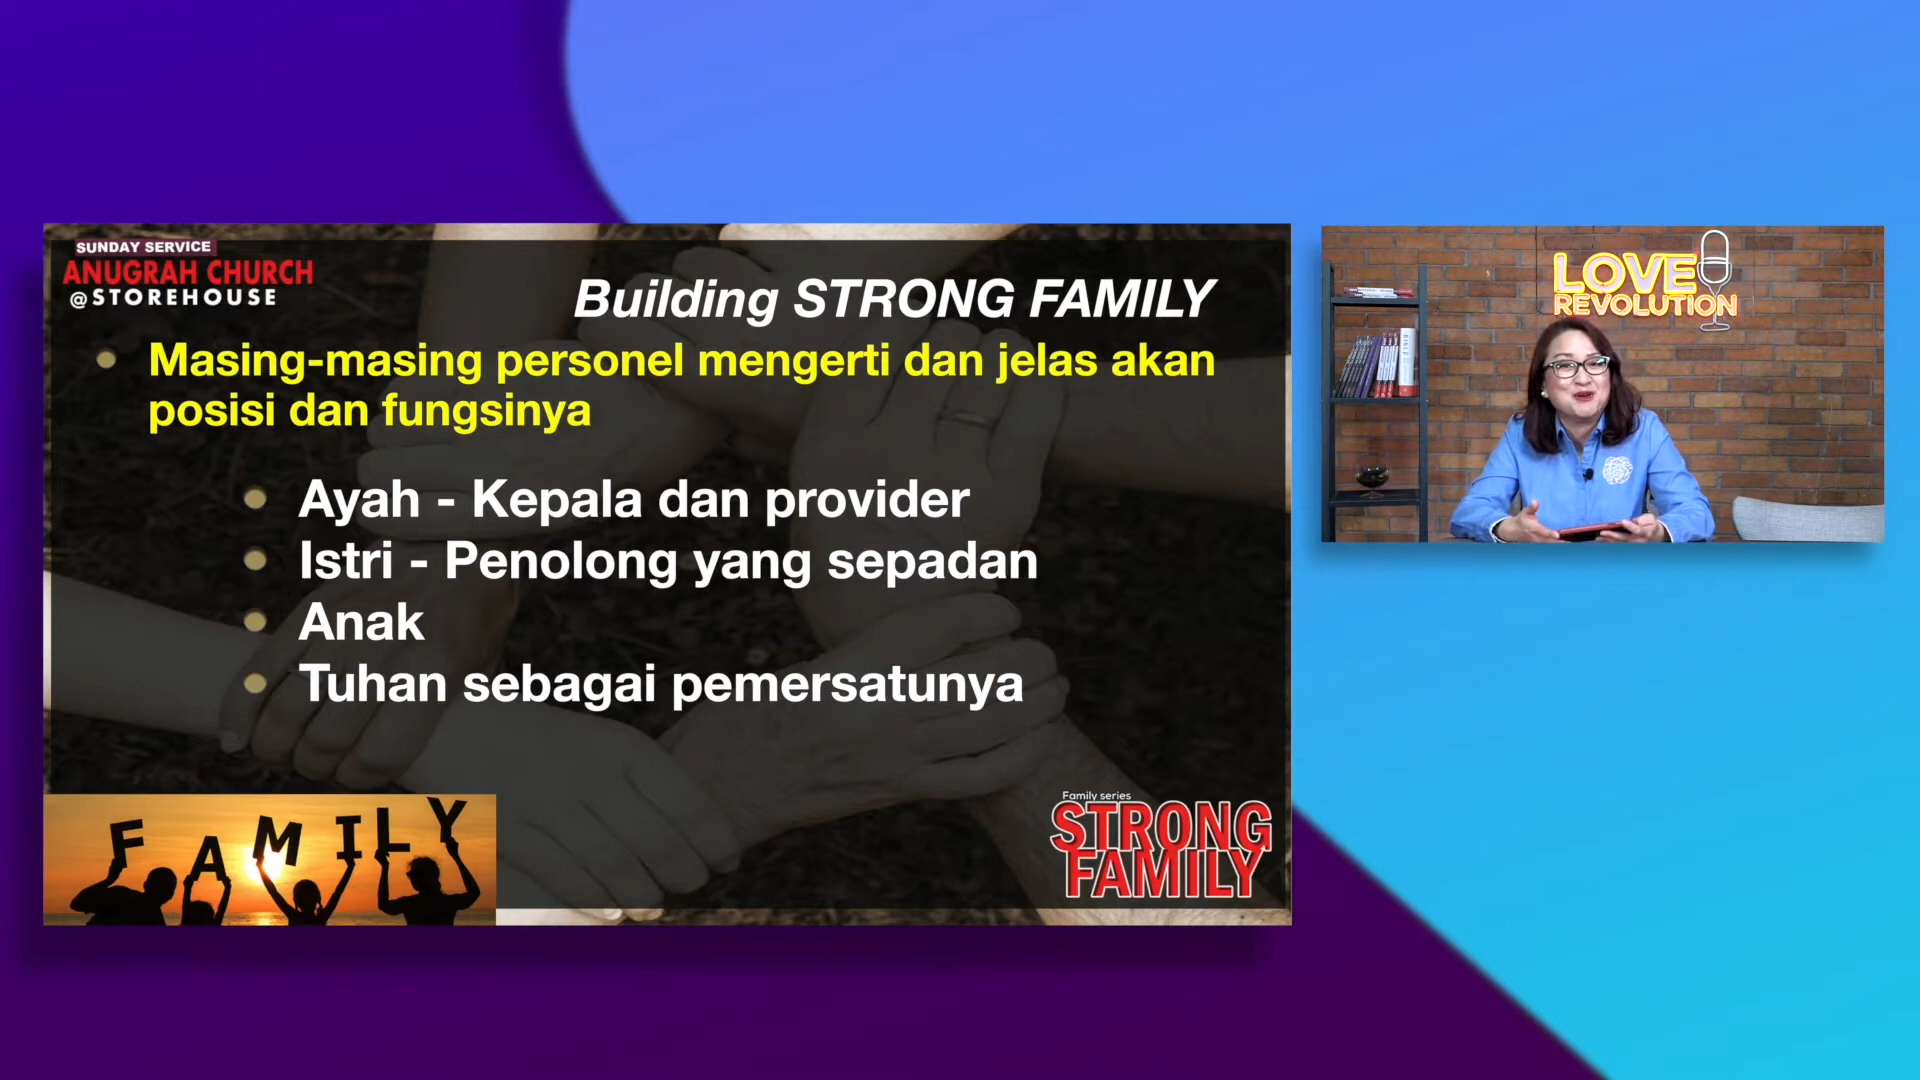 SUNDAY SERVICE
ANUGRAH CHURCH
@STOREHOUSE
Building STRONG FAMILY
Masing-masing personel mengerti dan jelas akan
posisi dan fungsinya
Ayah - Kepala dan provider
Istri - Penolong yang sepadan
Anak
Tuhan sebagai pemersatunya
FAMILY
Family series
STRONG
FAMILY
LOVE
REVOLUTION
BIBLE